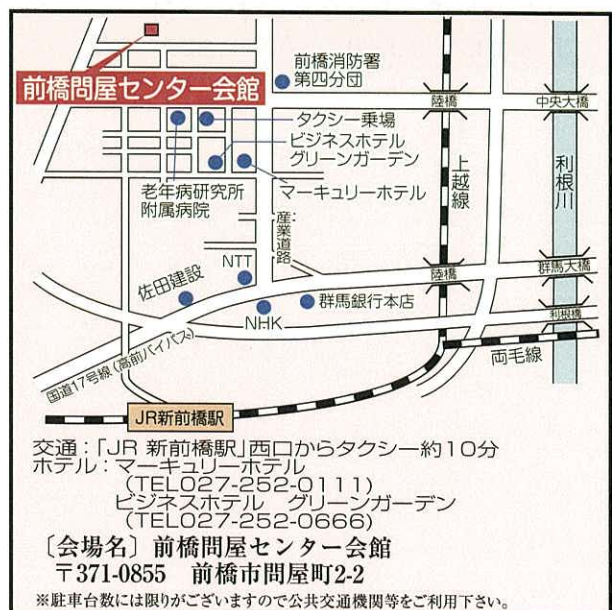 前橋消防署
第四分団
前橋問屋センター会館
陸橋
中央大橋
タクシー乗場
ビジネスホテル
グリーンガーデン
上越線
利根川
老年病研究所
附属病院
マーキュリーホテル
産業道路
NTT
佐田建設
陸橋
群馬大橋
群馬銀行本店
NHK
利根橋
国道17号線(高前バイパス)
両毛線
JR新前橋駅
交通:「JR 新前橋駅」西口からタクシー約10分
ホテル:マーキュリーホテル
(TEL027-252-0111)
ビジネスホテル グリーンガーデン
(TEL027-252-0666)
〔会場名〕前橋問屋センター会館
〒371-0855 前橋市問屋町2-2
※駐車台数には限りがございますので公共交通機関等をご利用下さい。